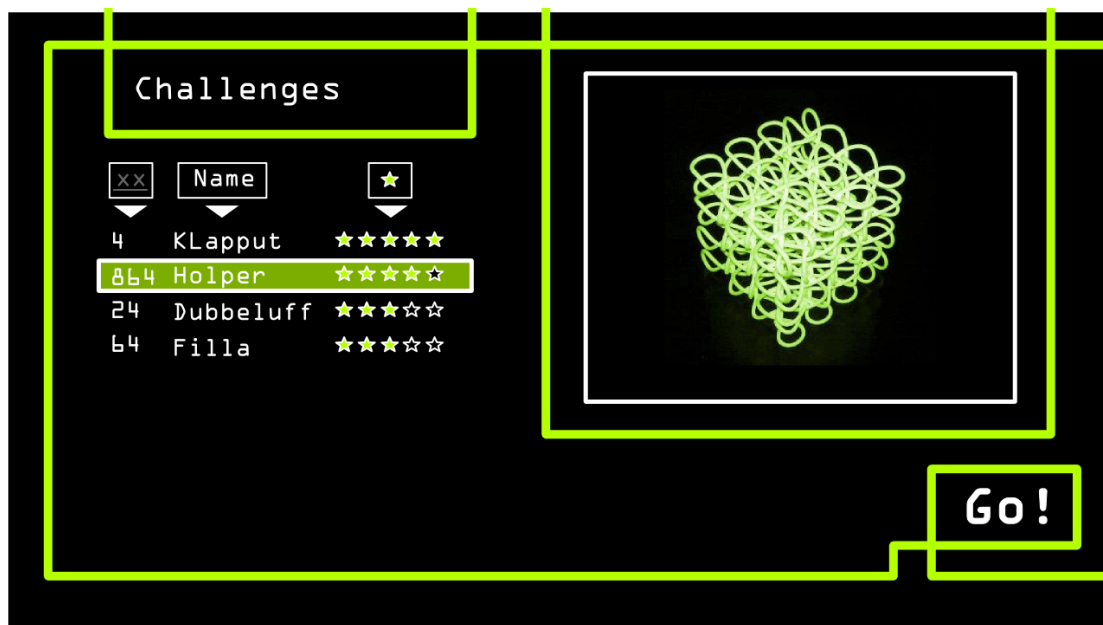 Challenges
xx Name
4 KLapput
864 Holper
24 Dubbeluff
64 Filla
Go!